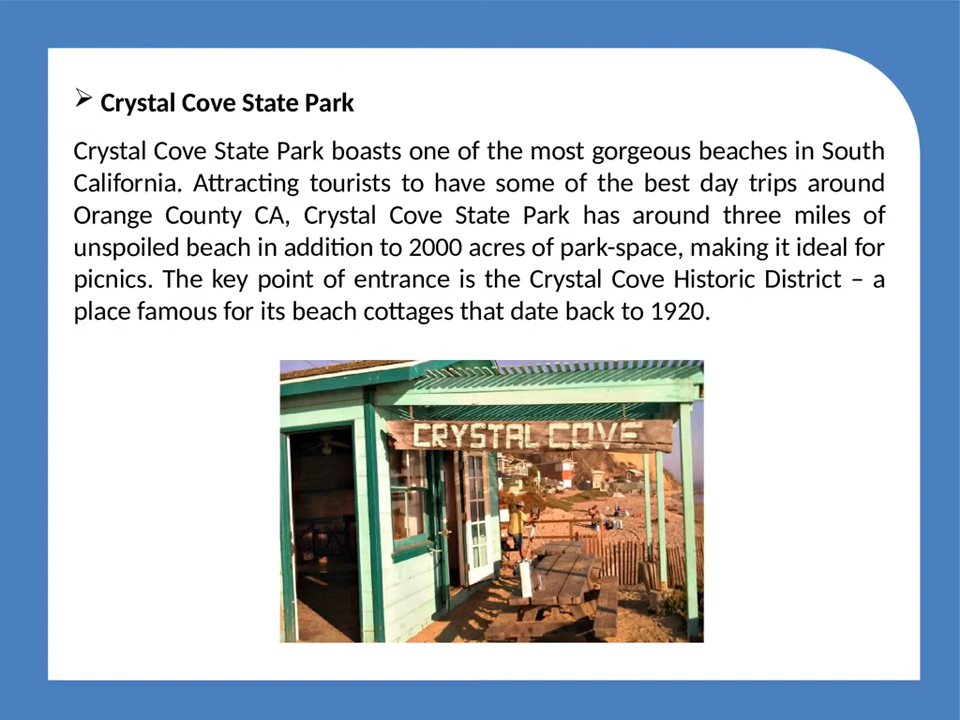 ➢ Crystal Cove State Park
Crystal Cove State Park boasts one of the most gorgeous beaches in South
California. Attracting tourists to have some of the best day trips around
Orange County CA, Crystal Cove State Park has around three miles of
unspoiled beach in addition to 2000 acres of park-space, making it ideal for
picnics. The key point of entrance is the Crystal Cove Historic District – a
place famous for its beach cottages that date back to 1920.
CRYSTAL COVE